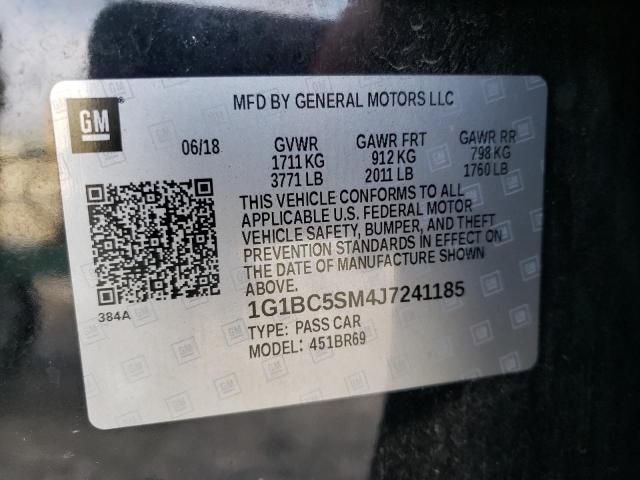 GM
MFD BY GENERAL MOTORS LLC
06/18 GVWR GAWR FRT GAWR RR
1711 KG 912 KG 798 KG
3771 LB 2011 LB 1760 LB
THIS VEHICLE CONFORMS TO ALL
APPLICABLE U.S. FEDERAL MOTOR
VEHICLE SAFETY, BUMPER, AND THEFT
PREVENTION STANDARDS IN EFFECT ON
THE DATE OF MANUFACTURE SHOWN
ABOVE.
1G1BC5SM4J7241185
384A
TYPE: PASS CAR
MODEL: 451BR69